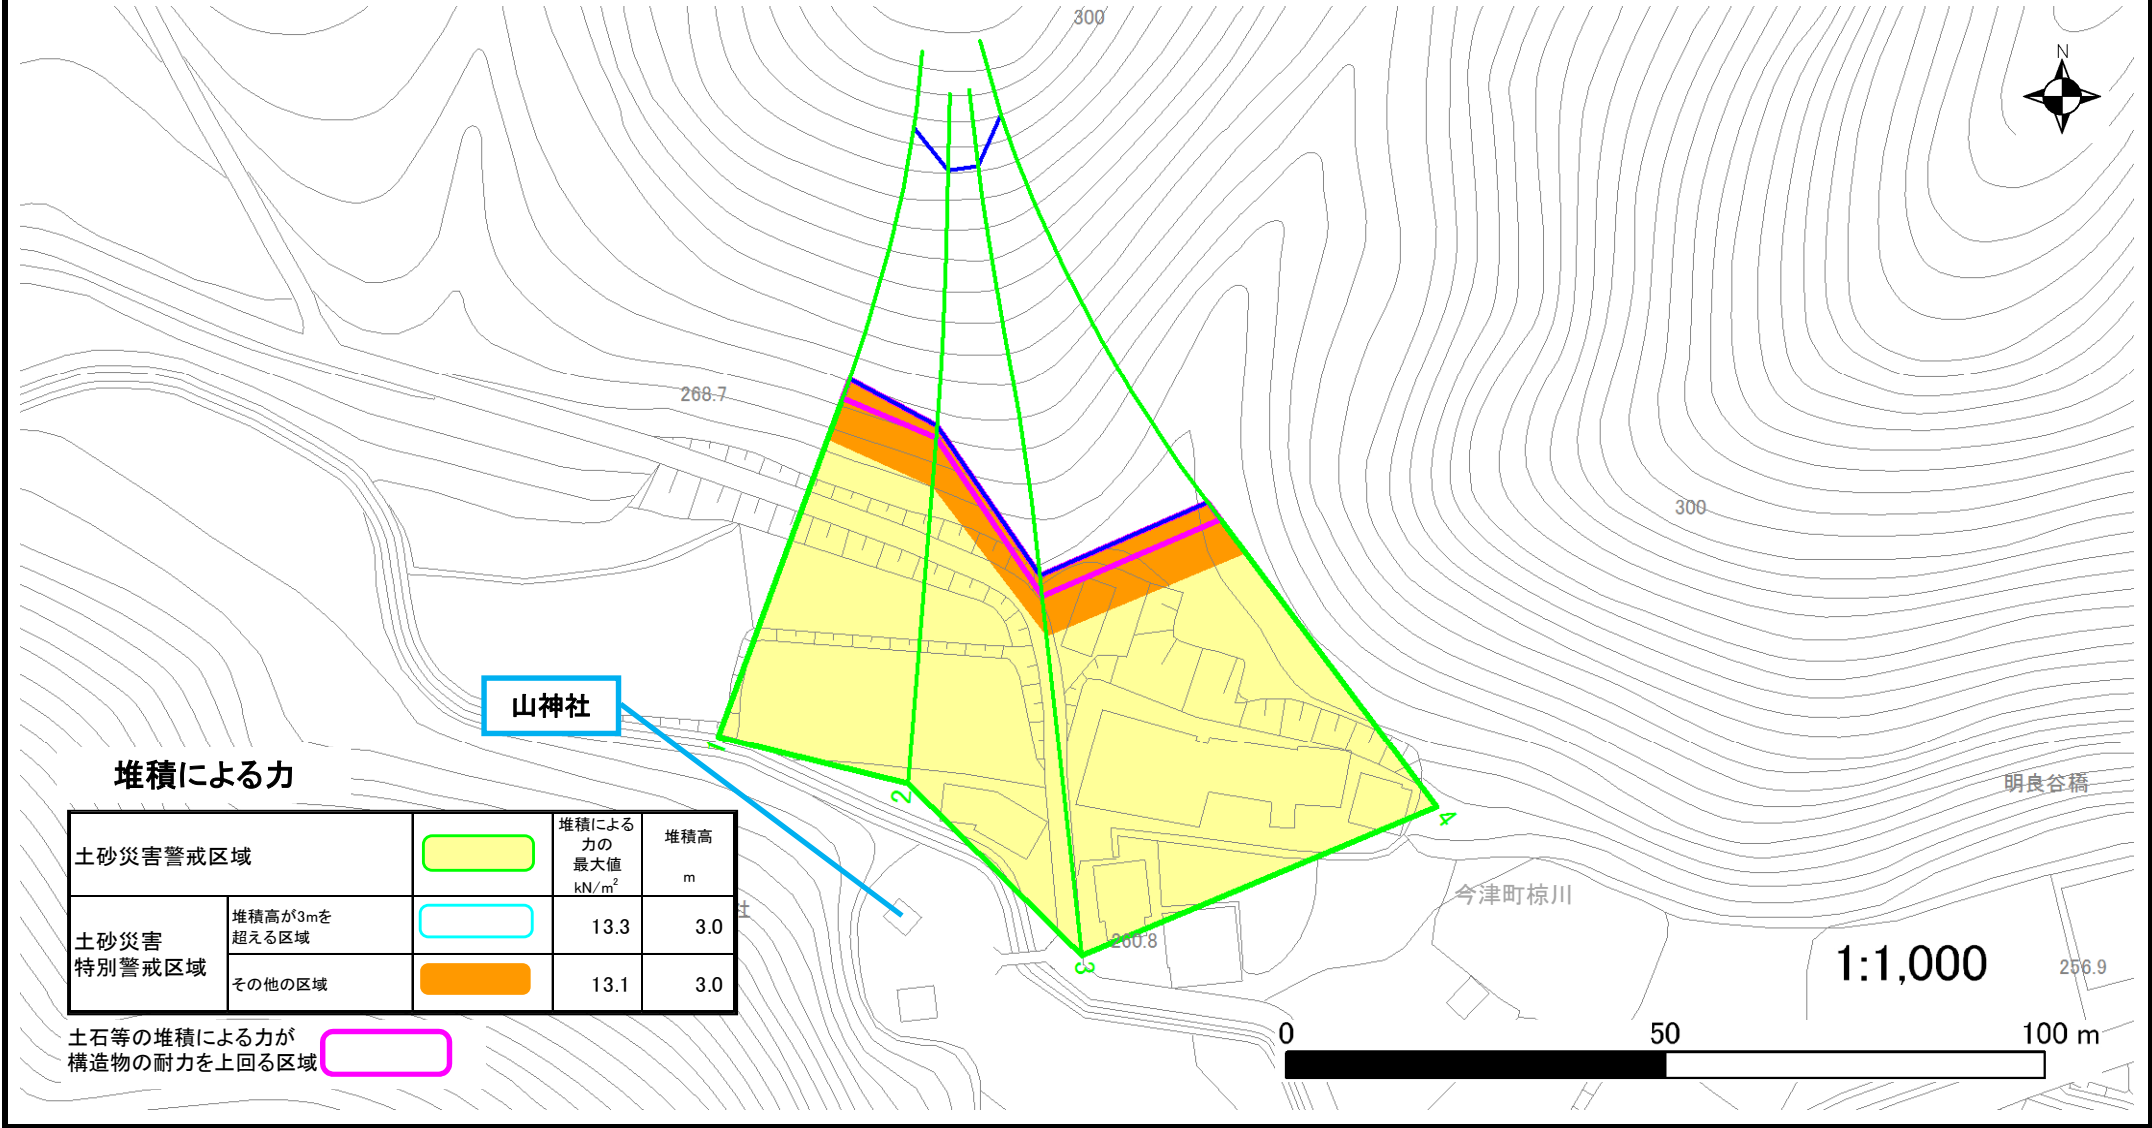 300
N
268.7
300
山神社
1
2
3
4
明良谷橋
今津町椋川
260.8
256.9
社
堆積による力
土砂災害警戒区域
堆積による
力の
最大値
kN/m²
堆積高
m
土砂災害
特別警戒区域
堆積高が3mを
超える区域
13.3
3.0
その他の区域
13.1
3.0
土石等の堆積による力が
構造物の耐力を上回る区域
1:1,000
0
50
100 m